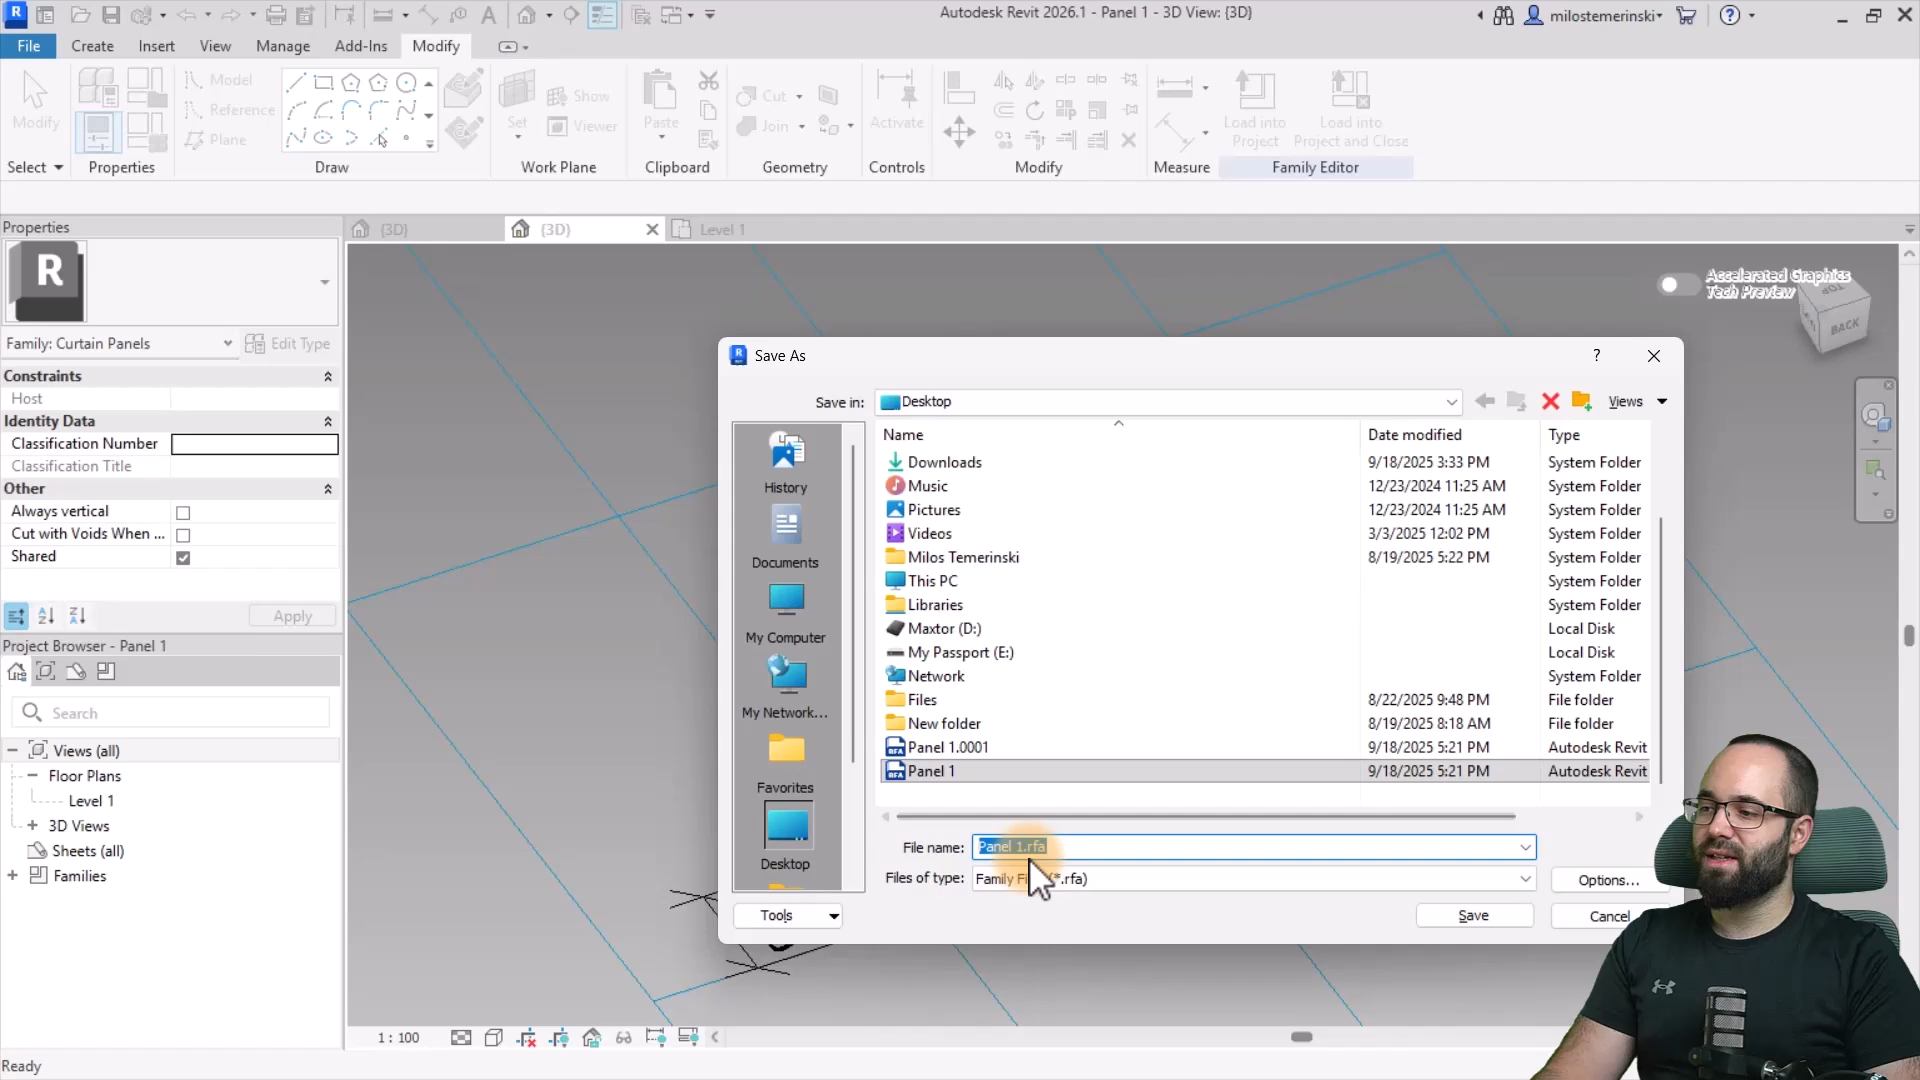 R
Autodesk Revit 2026.1 - Panel 1 - 3D View: {3D}
milostemerinski
File
Create
Insert
View
Manage
Add-Ins
Modify
Modify
Model
Reference
Plane
Set
Show
Viewer
Paste
Cut
Join
Activate
Load into
Project
Load into
Project and Close
Select
Properties
Draw
Work Plane
Clipboard
Geometry
Controls
Modify
Measure
Family Editor
Properties
{3D}
{3D}
Level 1
R
Family: Curtain Panels
Edit Type
Constraints
Host
Identity Data
Classification Number
Classification Title
Other
Always vertical
Cut with Voids When ...
Shared
Apply
Project Browser - Panel 1
Search
Views (all)
Floor Plans
Level 1
3D Views
Sheets (all)
Families
Accelerated Graphics
Tech Preview
TOP
BACK
Save As
Save in:
Desktop
Views
History
Documents
My Computer
My Network...
Favorites
Desktop
Name Date modified Type
Downloads 9/18/2025 3:33 PM System Folder
Music 12/23/2024 11:25 AM System Folder
Pictures 12/23/2024 11:25 AM System Folder
Videos 3/3/2025 12:02 PM System Folder
Milos Temerinski 8/19/2025 5:22 PM System Folder
This PC System Folder
Libraries System Folder
Maxtor (D:) Local Disk
My Passport (E:) Local Disk
Network System Folder
Files 8/22/2025 9:48 PM File folder
New folder 8/19/2025 8:18 AM File folder
Panel 1.0001 9/18/2025 5:21 PM Autodesk Revit
Panel 1 9/18/2025 5:21 PM Autodesk Revit
File name:
Panel 1.rfa
Files of type:
Family Fi (*.rfa)
Options...
Tools
Save
Cancel
1 : 100
Ready